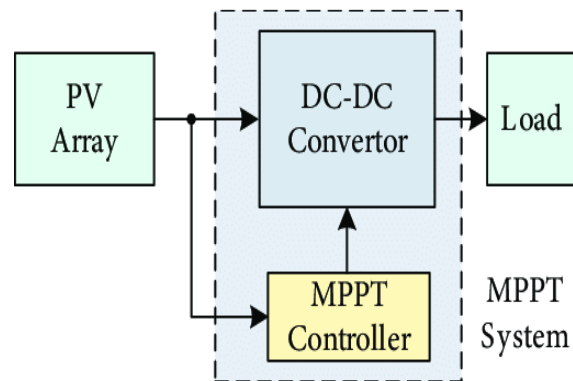 PV
Array
DC-DC
Convertor
Load
MPPT
Controller
MPPT
System